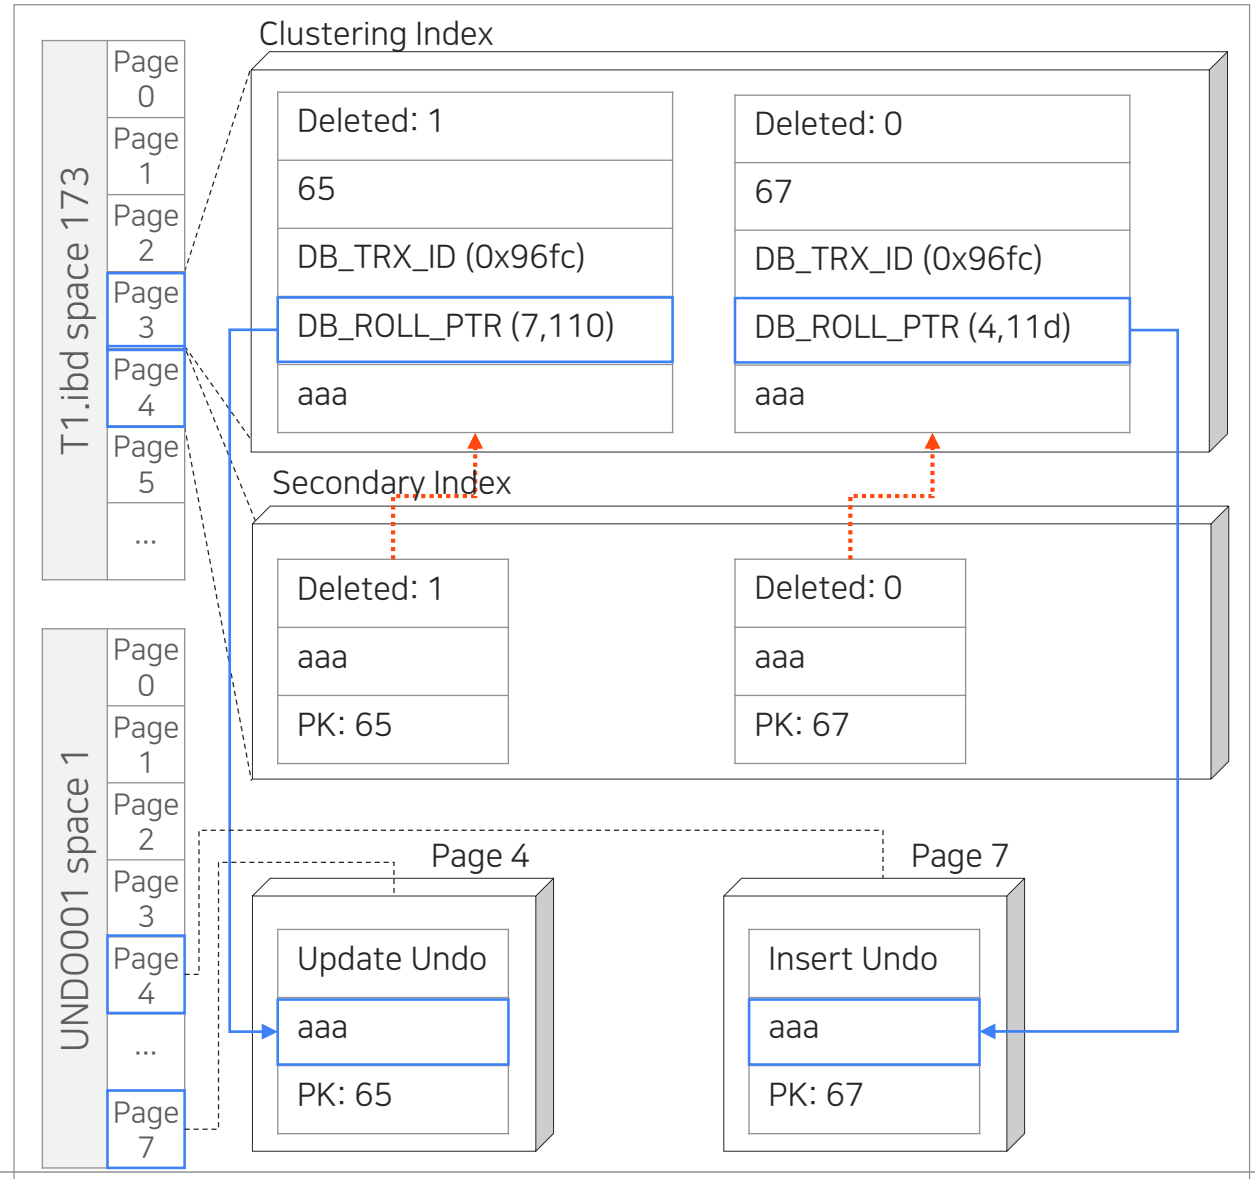 T1.ibd space 173
Page
0
Page
1
Page
2
Page
3
Page
4
Page
5
...
Clustering Index
Deleted: 1
65
DB_TRX_ID (0x96fc)
DB_ROLL_PTR (7,110)
aaa
Deleted: 0
67
DB_TRX_ID (0x96fc)
DB_ROLL_PTR (4,11d)
aaa
Secondary Index
Deleted: 1
aaa
PK: 65
Deleted: 0
aaa
PK: 67
UNDO001 space 1
Page
0
Page
1
Page
2
Page
3
Page
4
...
Page
7
Page 4
Update Undo
aaa
PK: 65
Page 7
Insert Undo
aaa
PK: 67